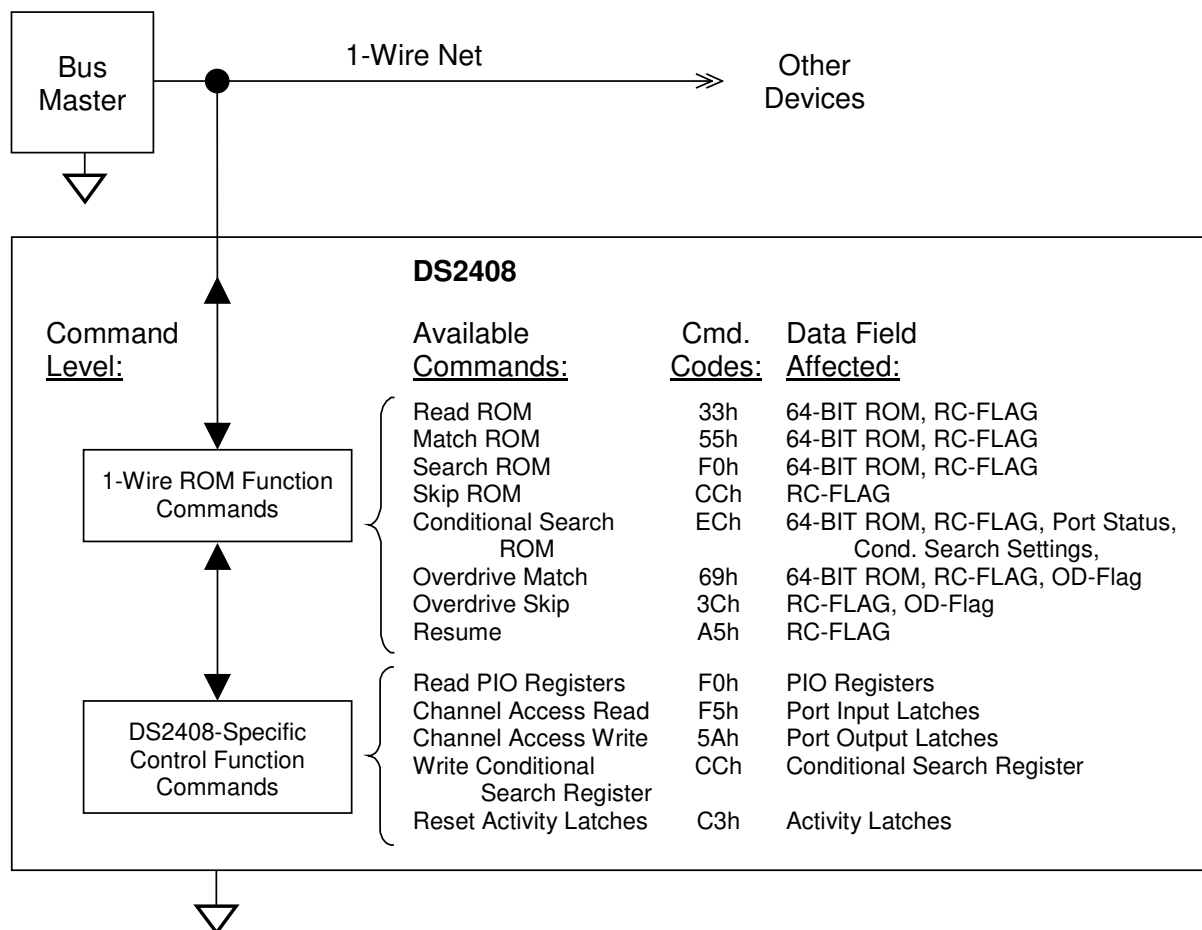 Bus
Master
1-Wire Net
Other
Devices
DS2408
Command
Level:
Available
Commands:
Cmd.
Codes:
Data Field
Affected:
1-Wire ROM Function
Commands
Read ROM 33h 64-BIT ROM, RC-FLAG
Match ROM 55h 64-BIT ROM, RC-FLAG
Search ROM F0h 64-BIT ROM, RC-FLAG
Skip ROM CCh RC-FLAG
Conditional Search ECh 64-BIT ROM, RC-FLAG, Port Status,
ROM Cond. Search Settings,
Overdrive Match 69h 64-BIT ROM, RC-FLAG, OD-Flag
Overdrive Skip 3Ch RC-FLAG, OD-Flag
Resume A5h RC-FLAG
DS2408-Specific
Control Function
Commands
Read PIO Registers F0h PIO Registers
Channel Access Read F5h Port Input Latches
Channel Access Write 5Ah Port Output Latches
Write Conditional CCh Conditional Search Register
Search Register
Reset Activity Latches C3h Activity Latches